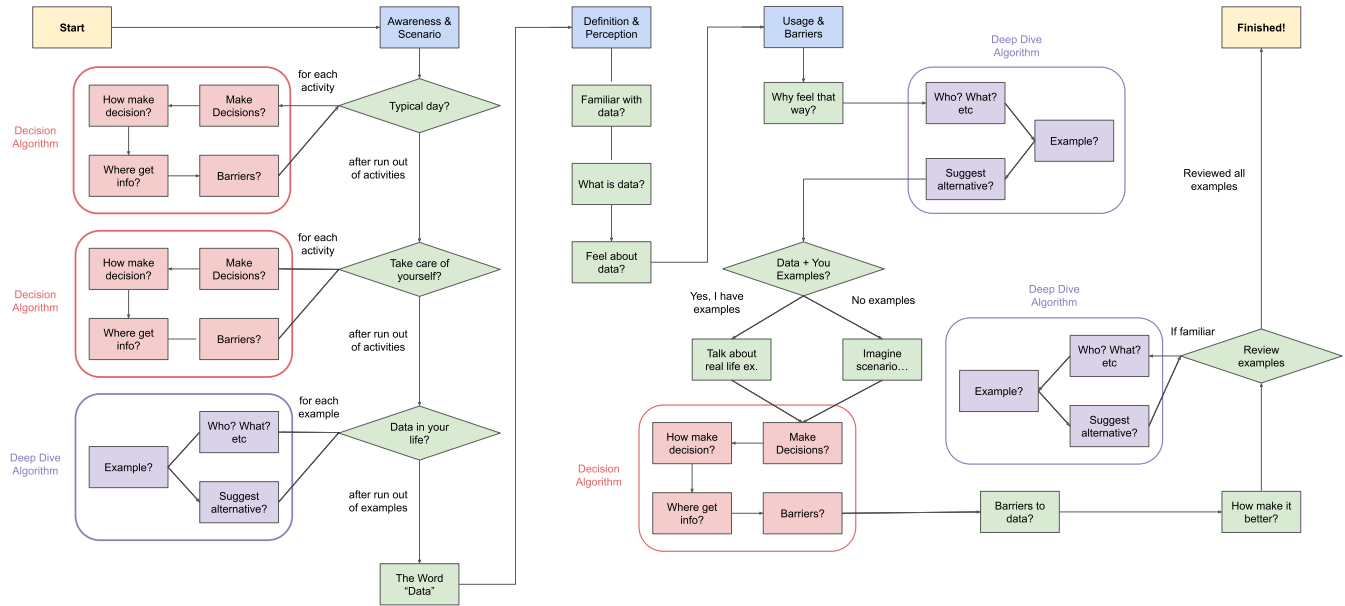 Start
Awareness &
Scenario
for each
activity
Typical day?
How make
decision?
Make
Decisions?
Decision
Algorithm
Where get
info?
Barriers?
after run out
of activities
for each
activity
Take care of
yourself?
How make
decision?
Make
Decisions?
Decision
Algorithm
Where get
info?
Barriers?
after run out
of activities
for each
example
Data in your
life?
Who? What?
etc
Deep Dive
Algorithm
Example?
Suggest
alternative?
after run out
of examples
The Word
“Data”
Definition &
Perception
Familiar with
data?
What is data?
Feel about
data?
Usage &
Barriers
Why feel that
way?
Deep Dive
Algorithm
Who? What?
etc
Example?
Suggest
alternative?
Data + You
Examples?
Yes, I have
examples
No examples
Talk about
real life ex.
Imagine
scenario…
Decision
Algorithm
How make
decision?
Make
Decisions?
Where get
info?
Barriers?
Barriers to
data?
How make it
better?
Deep Dive
Algorithm
If familiar
Review
examples
Who? What?
etc
Example?
Suggest
alternative?
Reviewed all
examples
Finished!